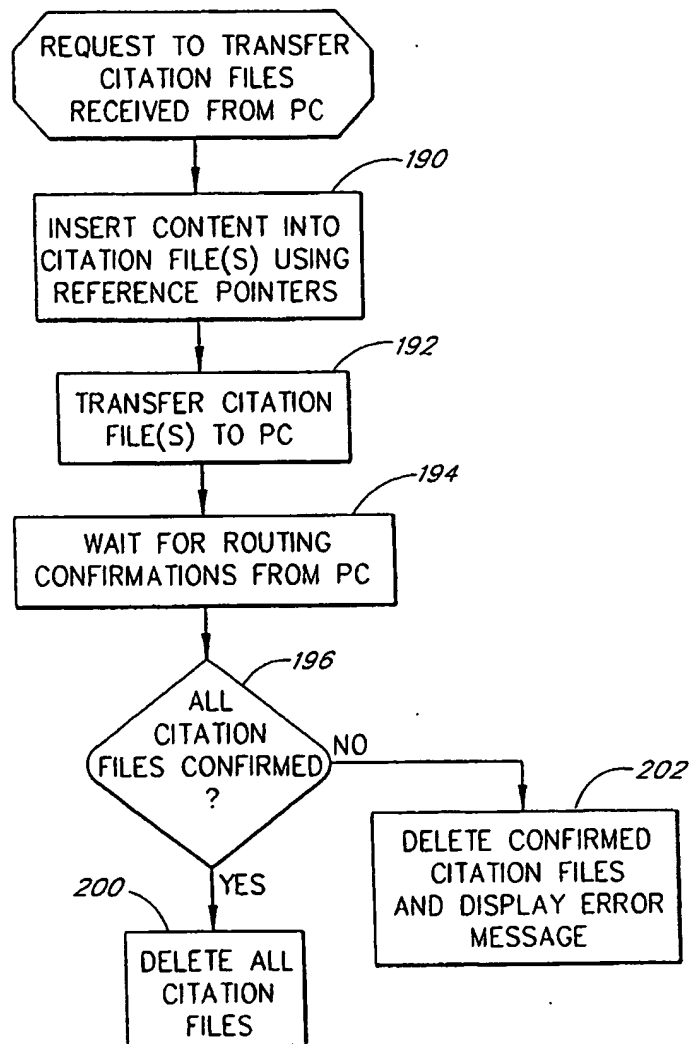 REQUEST TO TRANSFER
CITATION FILES
RECEIVED FROM PC
190
INSERT CONTENT INTO
CITATION FILE(S) USING
REFERENCE POINTERS
192
TRANSFER CITATION
FILE(S) TO PC
194
WAIT FOR ROUTING
CONFIRMATIONS FROM PC
196
ALL
CITATION
FILES CONFIRMED
?
NO
202
DELETE CONFIRMED
CITATION FILES
AND DISPLAY ERROR
MESSAGE
YES
200
DELETE ALL
CITATION
FILES